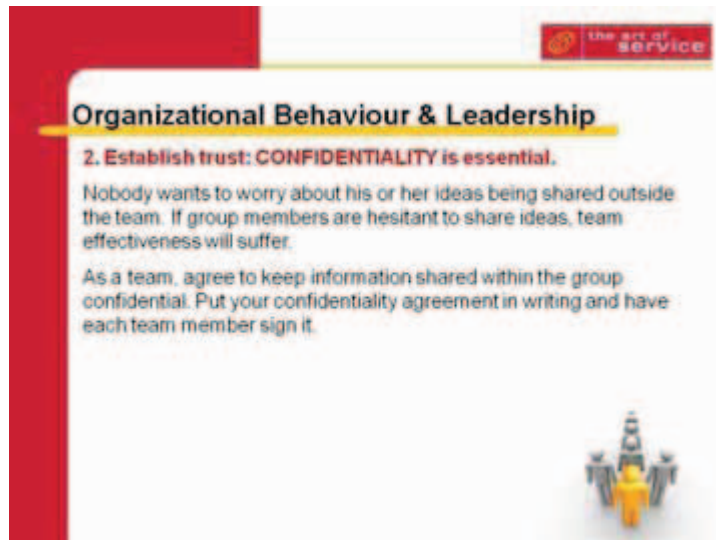 the art of
service
Organizational Behaviour & Leadership
2. Establish trust: CONFIDENTIALITY is essential.
Nobody wants to worry about his or her ideas being shared outside
the team. If group members are hesitant to share ideas, team
effectiveness will suffer.
As a team, agree to keep information shared within the group
confidential. Put your confidentiality agreement in writing and have
each team member sign it.